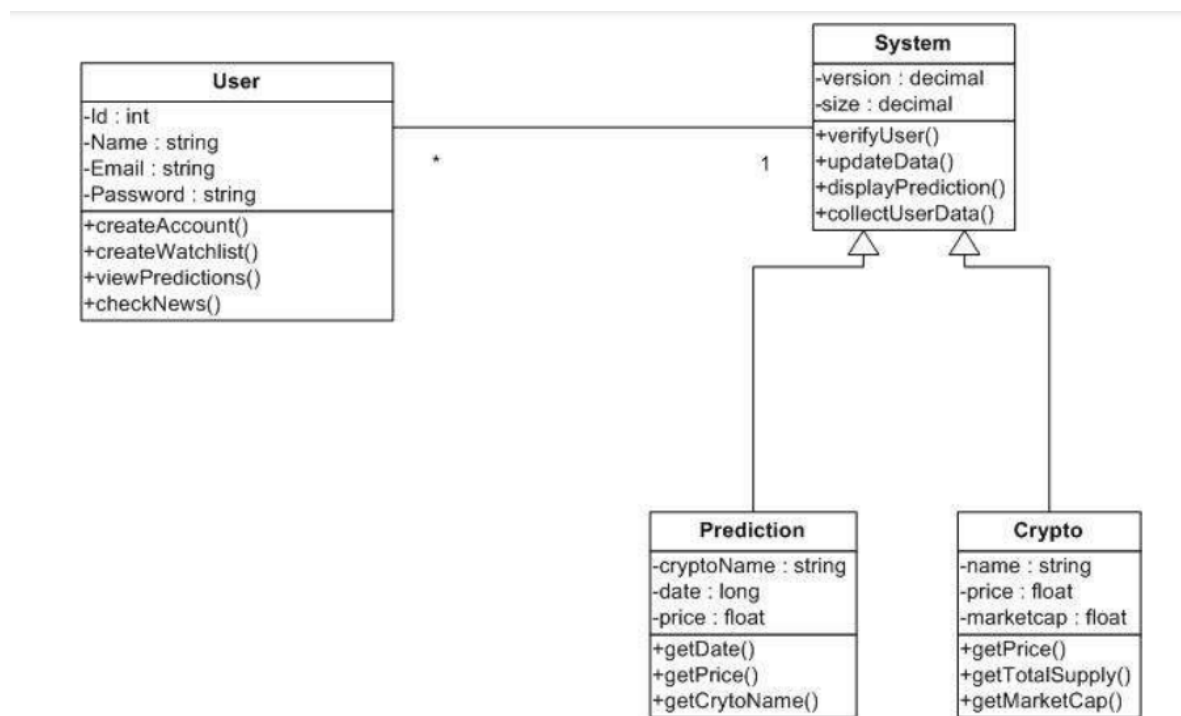 User
-Id : int
-Name : string
-Email : string
-Password : string
+createAccount()
+createWatchlist()
+viewPredictions()
+checkNews()
*
1
System
-version : decimal
-size : decimal
+verifyUser()
+updateData()
+displayPrediction()
+collectUserData()
Prediction
-cryptoName : string
-date : long
-price : float
+getDate()
+getPrice()
+getCrytoName()
Crypto
-name : string
-price : float
-marketcap : float
+getPrice()
+getTotalSupply()
+getMarketCap()